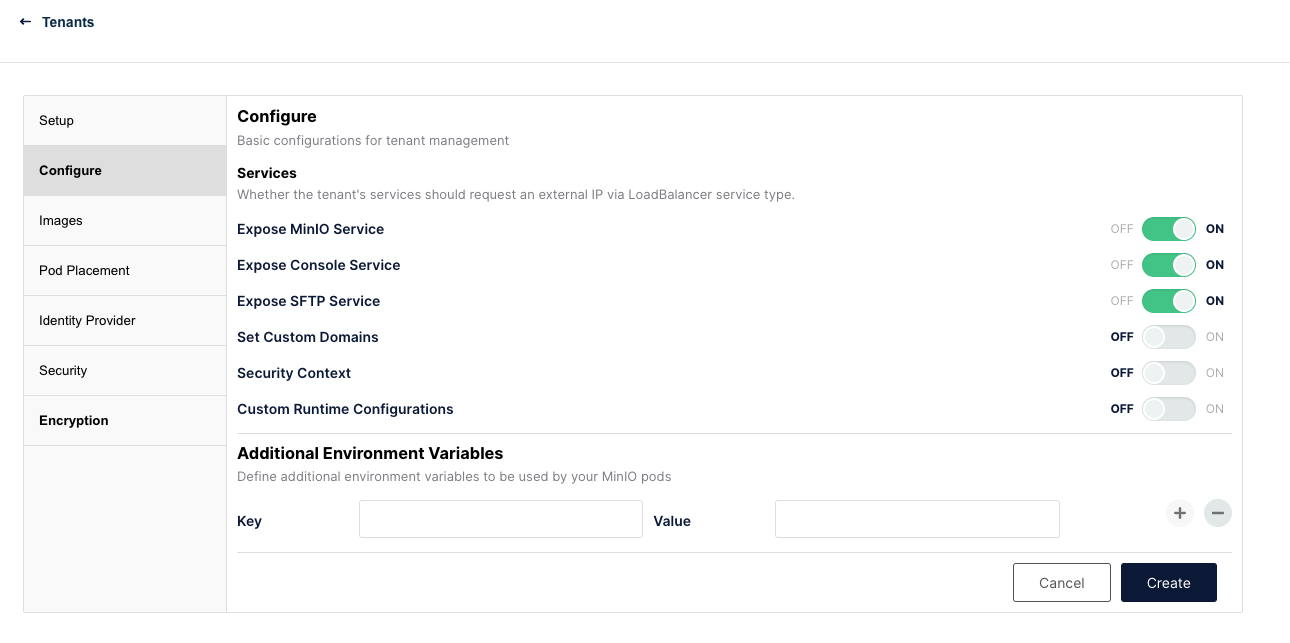 ← Tenants
Setup
Configure
Images
Pod Placement
Identity Provider
Security
Encryption
Configure
Basic configurations for tenant management
Services
Whether the tenant's services should request an external IP via LoadBalancer service type.
Expose MinIO Service OFF ON
Expose Console Service OFF ON
Expose SFTP Service OFF ON
Set Custom Domains OFF ON
Security Context OFF ON
Custom Runtime Configurations OFF ON
Additional Environment Variables
Define additional environment variables to be used by your MinIO pods
Key Value + −
Cancel Create